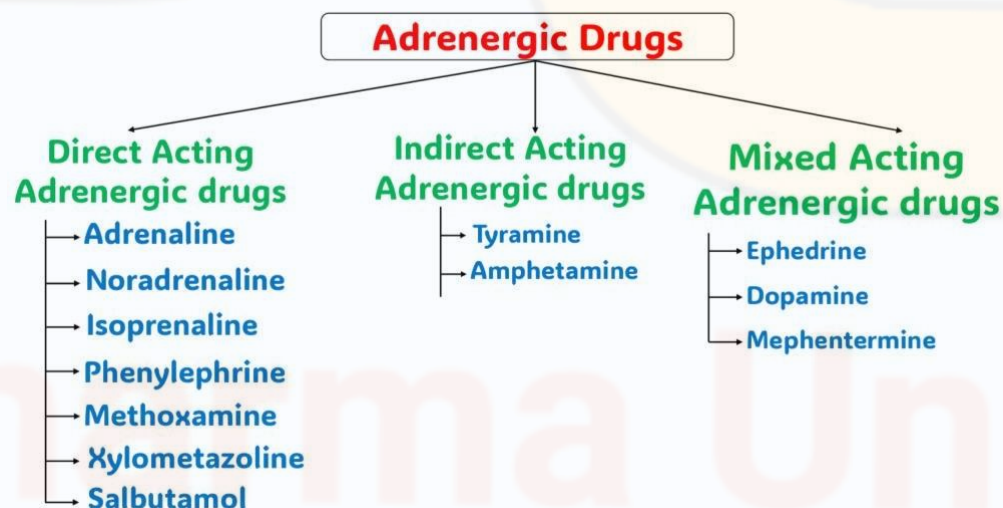 Adrenergic Drugs
Direct Acting
Adrenergic drugs
Adrenaline
Noradrenaline
Isoprenaline
Phenylephrine
Methoxamine
Xylometazoline
Salbutamol
Indirect Acting
Adrenergic drugs
Tyramine
Amphetamine
Mixed Acting
Adrenergic drugs
Ephedrine
Dopamine
Mephentermine